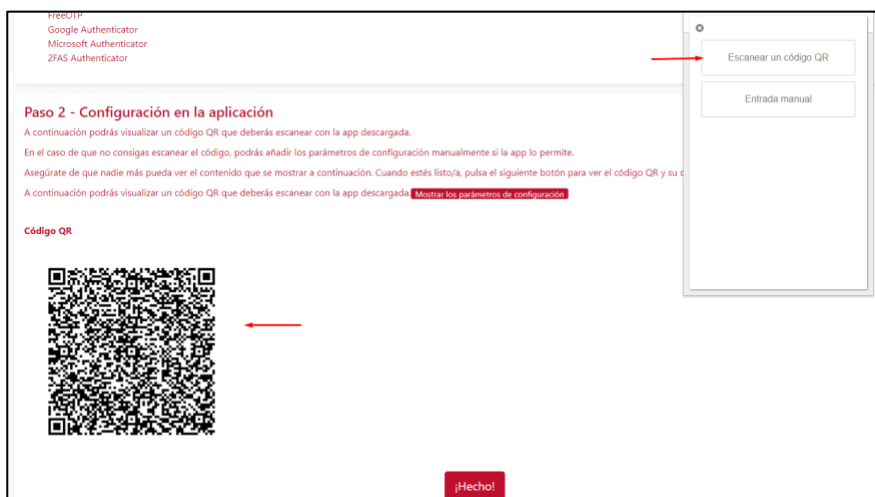 FreeOTP
Google Authenticator
Microsoft Authenticator
2FAS Authenticator
Paso 2 - Configuración en la aplicación
A continuación podrás visualizar un código QR que deberás escanear con la app descargada.
En el caso de que no consigas escanear el código, podrás añadir los parámetros de configuración manualmente si la app lo permite.
Asegúrate de que nadie más pueda ver el contenido que se mostrar a continuación. Cuando estés listo/a, pulsa el siguiente botón para ver el código QR y su
A continuación podrás visualizar un código QR que deberás escanear con la app descargada. Mostrar los parámetros de configuración
Código QR
¡Hecho!
Escanear un código QR
Entrada manual